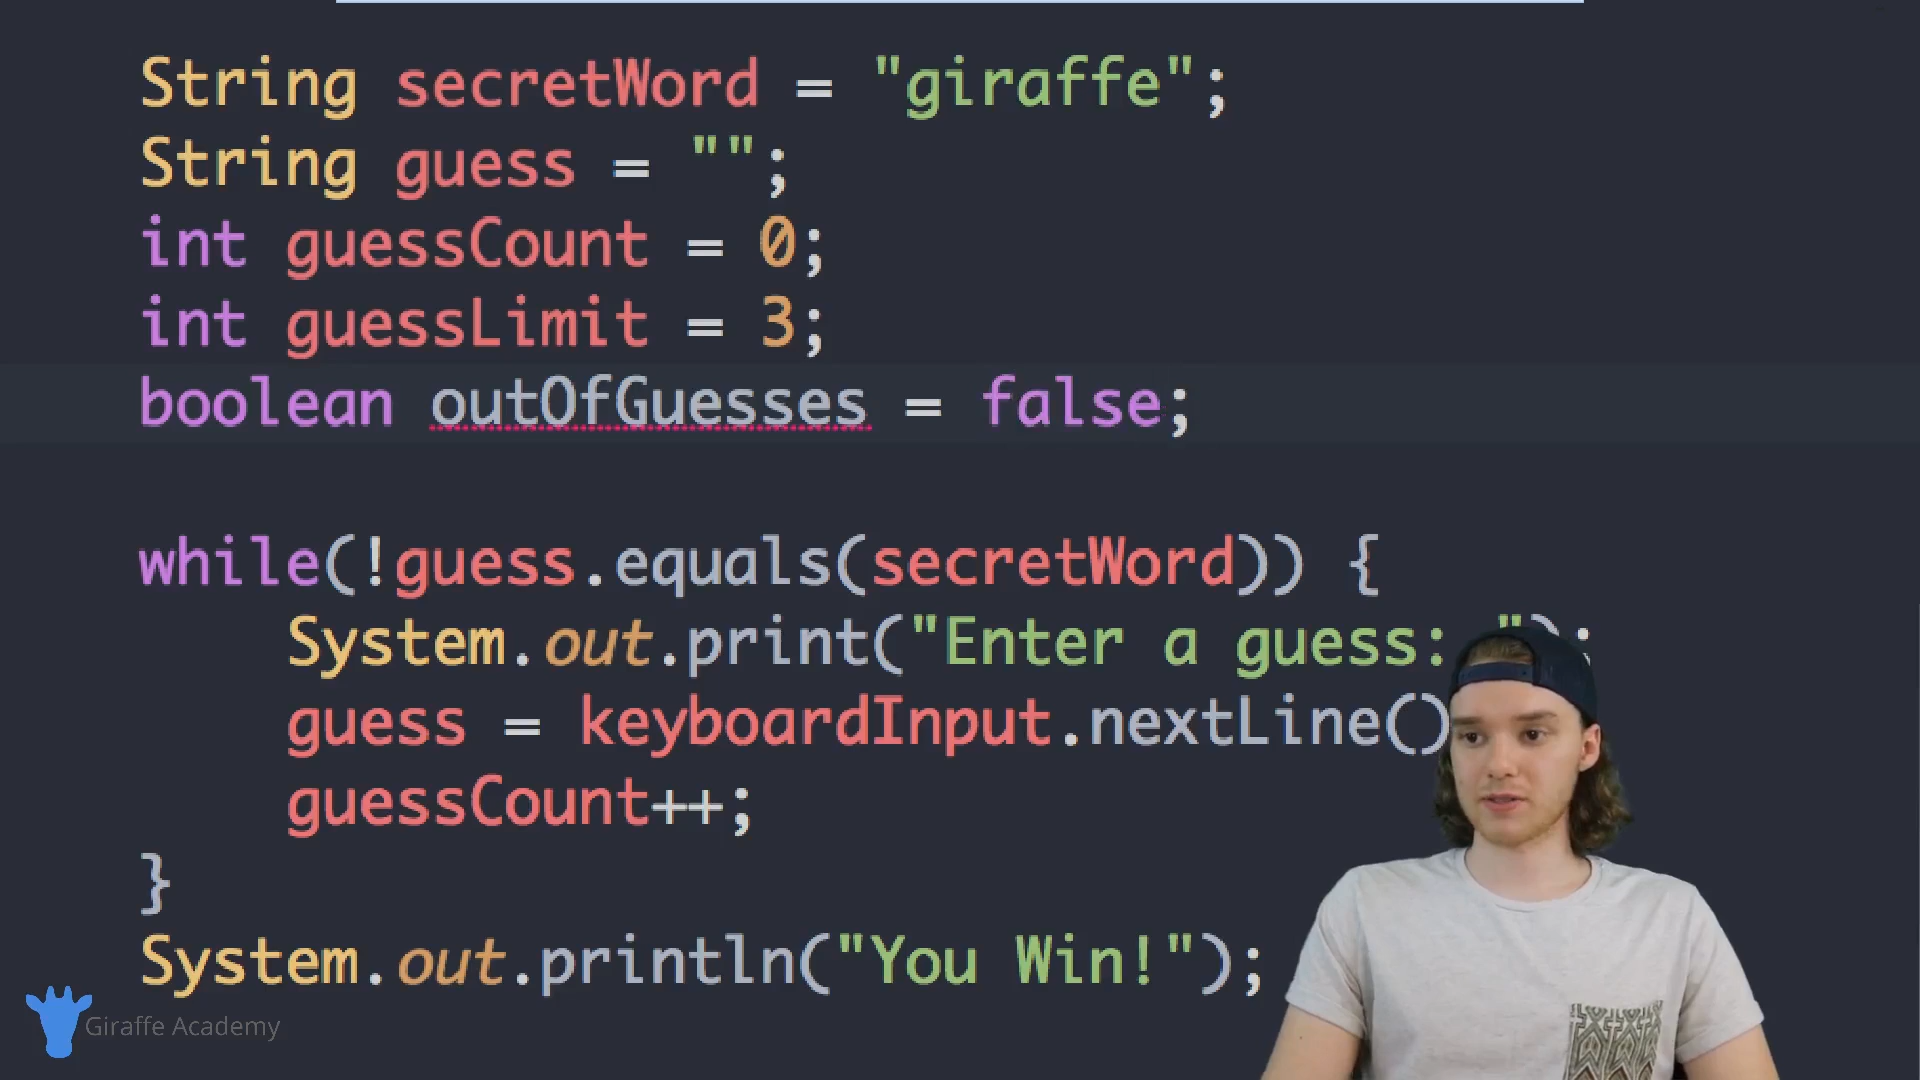 String secretWord = "giraffe";
String guess = "";
int guessCount = 0;
int guessLimit = 3;
boolean outOfGuesses = false;
while(!guess.equals(secretWord)) {
System.out.print("Enter a guess: ");
guess = keyboardInput.nextLine()
guessCount++;
}
System.out.println("You Win!");
Giraffe Academy